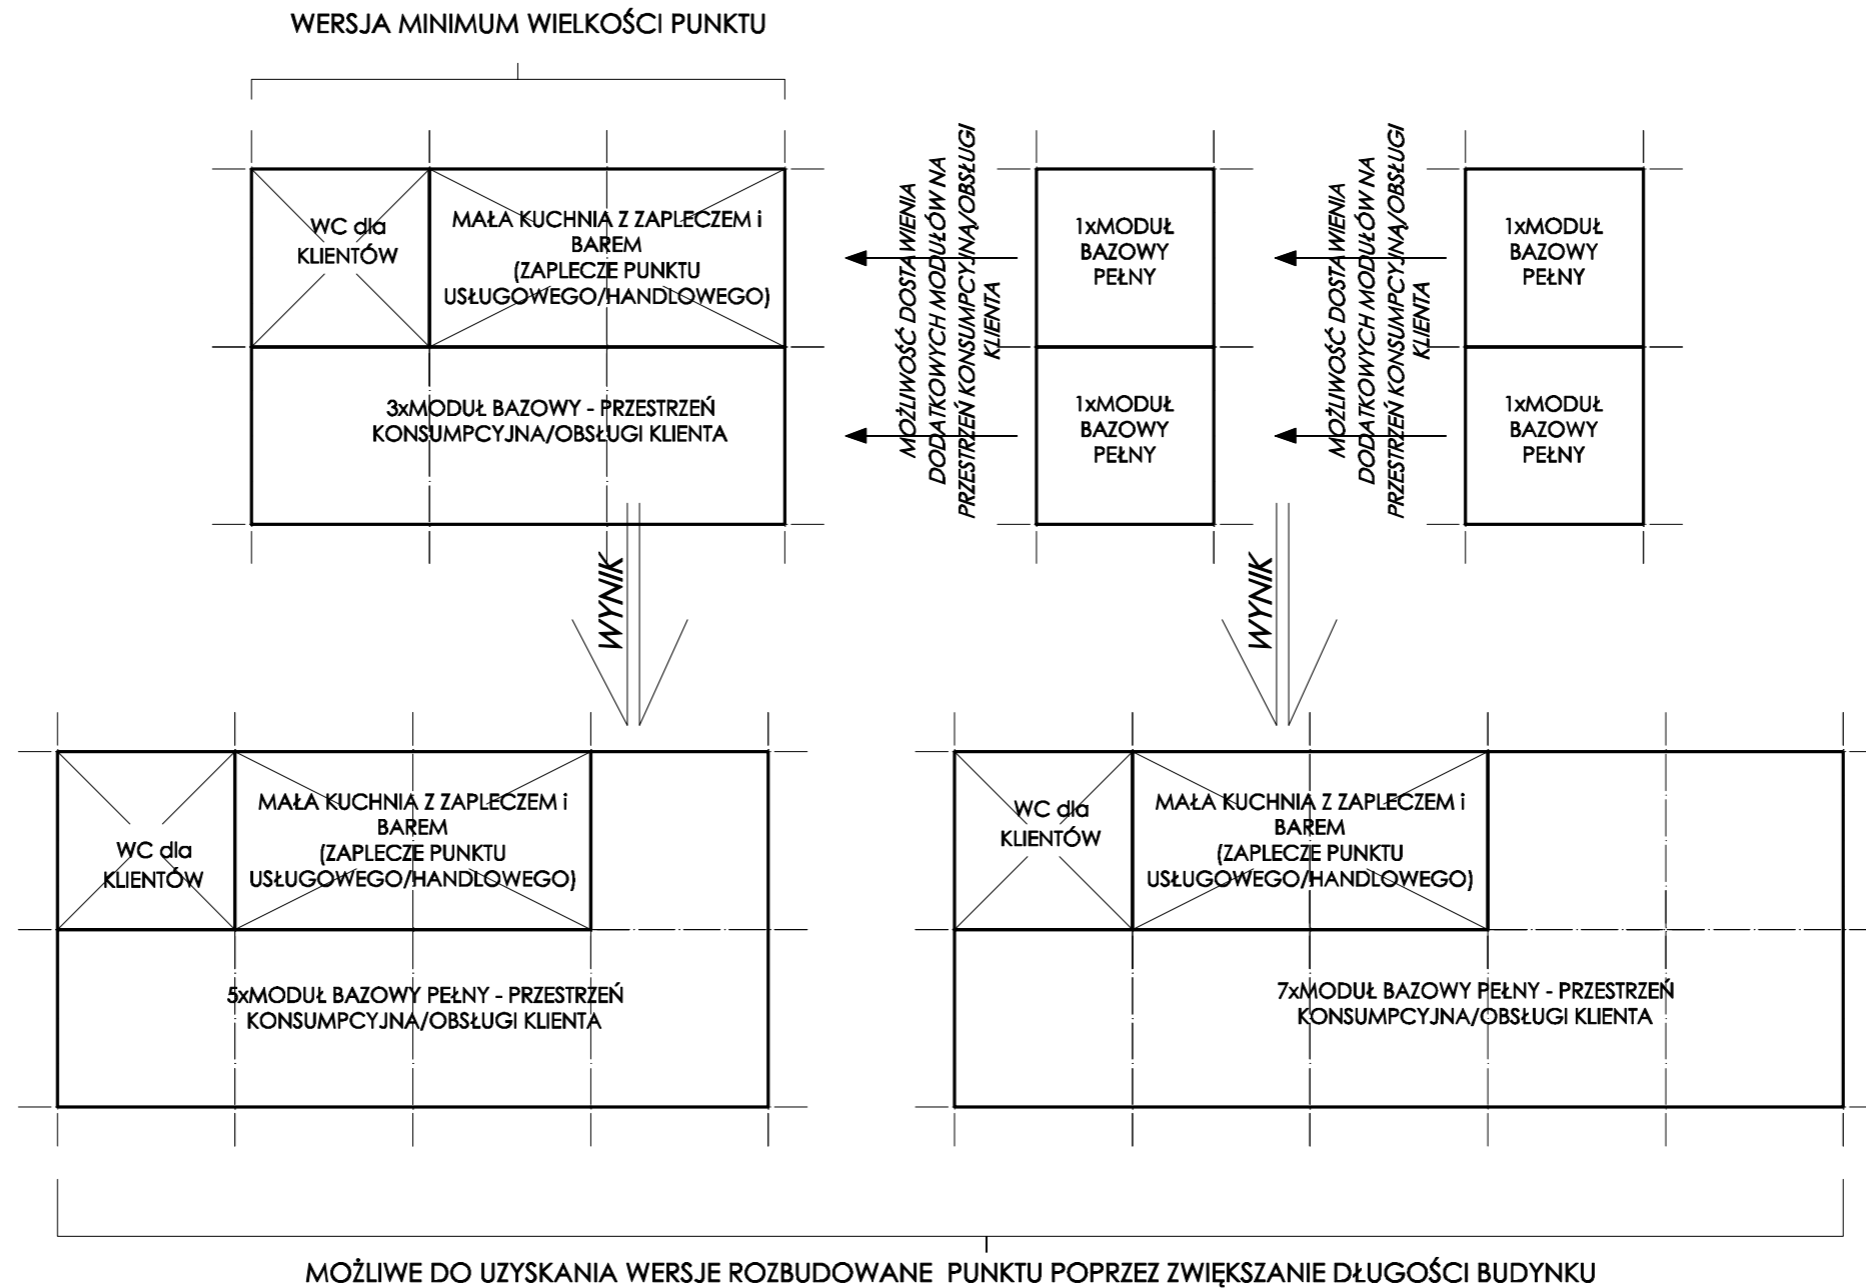 WERSJA MINIMUM WIELKOŚCI PUNKTU
WC dla
KLIENTÓW
MAŁA KUCHNIA Z ZAPLECZEM i
BAREM
(ZAPLECZE PUNKTU
USŁUGOWEGO/HANDLOWEGO)
3xMODUŁ BAZOWY - PRZESTRZEŃ
KONSUMPCYJNA/OBSŁUGI KLIENTA
MOŻLIWOŚĆ DOSTAWIENIA
DODATKOWYCH MODUŁÓW NA
PRZESTRZEŃ KONSUMPCYJNĄ/OBSŁUGI
KLIENTA
1xMODUŁ
BAZOWY
PEŁNY
1xMODUŁ
BAZOWY
PEŁNY
MOŻLIWOŚĆ DOSTAWIENIA
DODATKOWYCH MODUŁÓW NA
PRZESTRZEŃ KONSUMPCYJNĄ/OBSŁUGI
KLIENTA
1xMODUŁ
BAZOWY
PEŁNY
1xMODUŁ
BAZOWY
PEŁNY
WYNIK
WYNIK
WC dla
KLIENTÓW
MAŁA KUCHNIA Z ZAPLECZEM i
BAREM
(ZAPLECZE PUNKTU
USŁUGOWEGO/HANDLOWEGO)
5xMODUŁ BAZOWY PEŁNY - PRZESTRZEŃ
KONSUMPCYJNA/OBSŁUGI KLIENTA
WC dla
KLIENTÓW
MAŁA KUCHNIA Z ZAPLECZEM i
BAREM
(ZAPLECZE PUNKTU
USŁUGOWEGO/HANDLOWEGO)
7xMODUŁ BAZOWY PEŁNY - PRZESTRZEŃ
KONSUMPCYJNA/OBSŁUGI KLIENTA
MOŻLIWE DO UZYSKANIA WERSJE ROZBUDOWANE PUNKTU POPRZEZ ZWIĘKSZANIE DŁUGOŚCI BUDYNKU